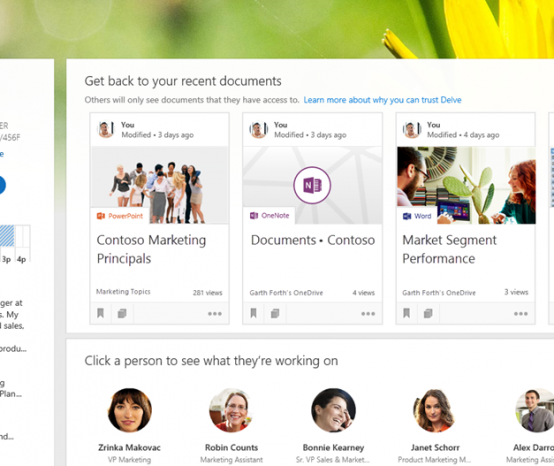 ER
/456F
e
3p 4p
ger at
s. My
d sales,
produ...
g
Plan...
nd...
Get back to your recent documents
Others will only see documents that they have access to. Learn more about why you can trust Delve
You
Modified • 3 days ago
PowerPoint
Contoso Marketing
Principals
Marketing Topics 281 views
You
Modified • 3 days ago
N
OneNote
Documents • Contoso
Garth Forth's OneDrive 4 views
You
Modified • 4 days ago
Word
Market Segment
Performance
Garth Forth's OneDrive 3 views
Click a person to see what they're working on
Zrinka Makovac
VP Marketing
Robin Counts
Marketing Assistant
Bonnie Kearney
Sr. VP Sales & Market...
Janet Schorr
Product Marketing M...
Alex Darro
Marketing Assis